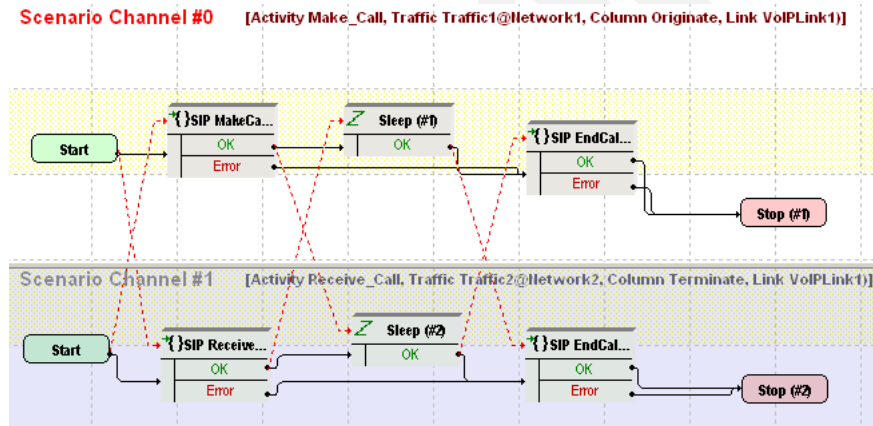 Scenario Channel #0 [Activity Make_Call, Traffic Traffic1@Network1, Column Originate, Link VoIPLink1)]
{}SIP MakeCa... Sleep (#1)
OK OK {}SIP EndCal...
Start Error OK
Error
Stop (#1)
Scenario Channel #1 [Activity Receive_Call, Traffic Traffic2@Network2, Column Terminate, Link VoIPLink1)]
Sleep (#2)
Start {}SIP Receive... OK {}SIP EndCal...
OK OK
Error Error Stop (#2)